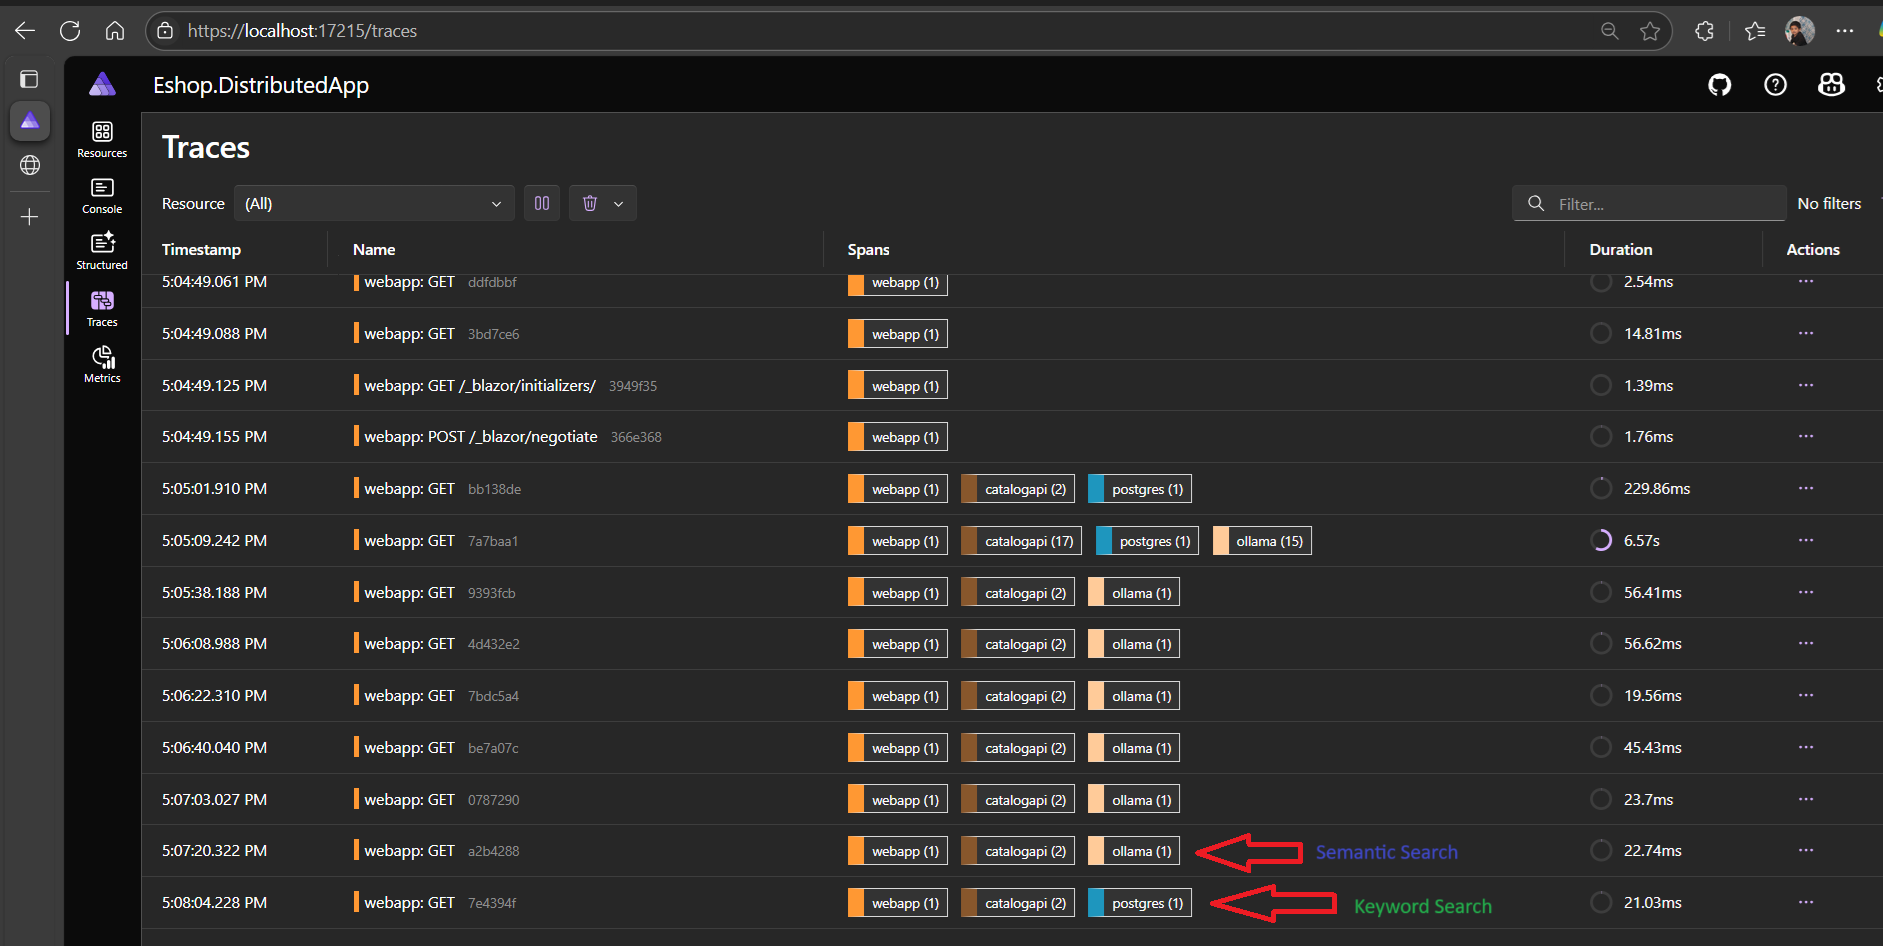 https://localhost:17215/traces
Eshop.DistributedApp
Resources
Console
Structured
Traces
Metrics
Traces
Resource (All) Filter... No filters
Timestamp Name Spans Duration Actions
5:04:49.061 PM webapp: GET ddfdbbf webapp (1) 2.54ms ...
5:04:49.088 PM webapp: GET 3bd7ce6 webapp (1) 14.81ms ...
5:04:49.125 PM webapp: GET /_blazor/initializers/ 3949f35 webapp (1) 1.39ms ...
5:04:49.155 PM webapp: POST /_blazor/negotiate 366e368 webapp (1) 1.76ms ...
5:05:01.910 PM webapp: GET bb138de webapp (1) catalogapi (2) postgres (1) 229.86ms ...
5:05:09.242 PM webapp: GET 7a7baa1 webapp (1) catalogapi (17) postgres (1) ollama (15) 6.57s ...
5:05:38.188 PM webapp: GET 9393fcb webapp (1) catalogapi (2) ollama (1) 56.41ms ...
5:06:08.988 PM webapp: GET 4d432e2 webapp (1) catalogapi (2) ollama (1) 56.62ms ...
5:06:22.310 PM webapp: GET 7bdc5a4 webapp (1) catalogapi (2) ollama (1) 19.56ms ...
5:06:40.040 PM webapp: GET be7a07c webapp (1) catalogapi (2) ollama (1) 45.43ms ...
5:07:03.027 PM webapp: GET 0787290 webapp (1) catalogapi (2) ollama (1) 23.7ms ...
5:07:20.322 PM webapp: GET a2b4288 webapp (1) catalogapi (2) ollama (1) Semantic Search 22.74ms ...
5:08:04.228 PM webapp: GET 7e4394f webapp (1) catalogapi (2) postgres (1) Keyword Search 21.03ms ...